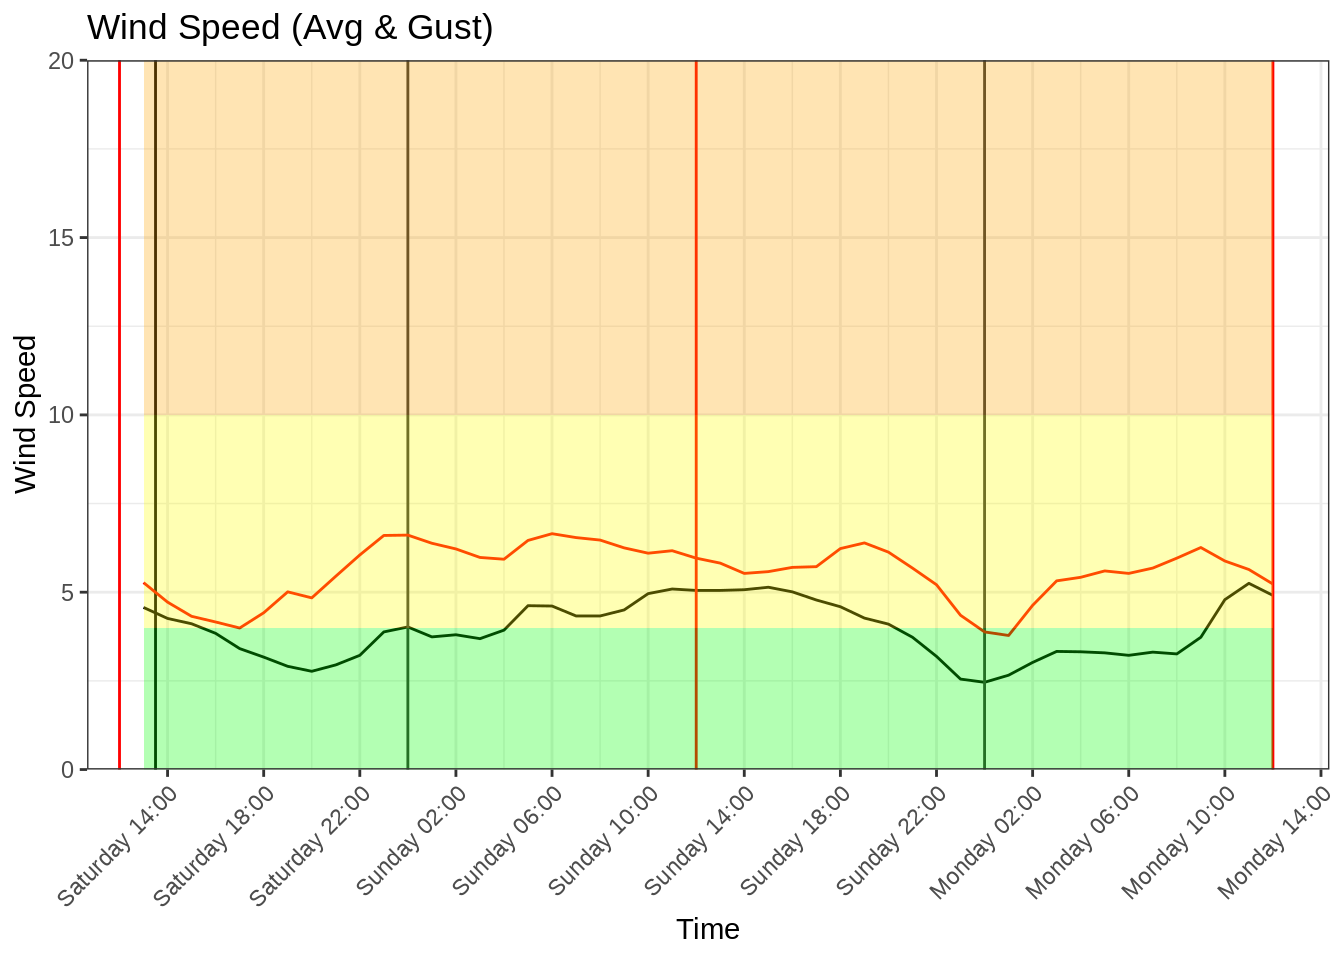 Wind Speed (Avg & Gust)
20
15
10
5
0
Wind Speed
Saturday 14:00
Saturday 18:00
Saturday 22:00
Sunday 02:00
Sunday 06:00
Sunday 10:00
Sunday 14:00
Sunday 18:00
Sunday 22:00
Monday 02:00
Monday 06:00
Monday 10:00
Monday 14:00
Time